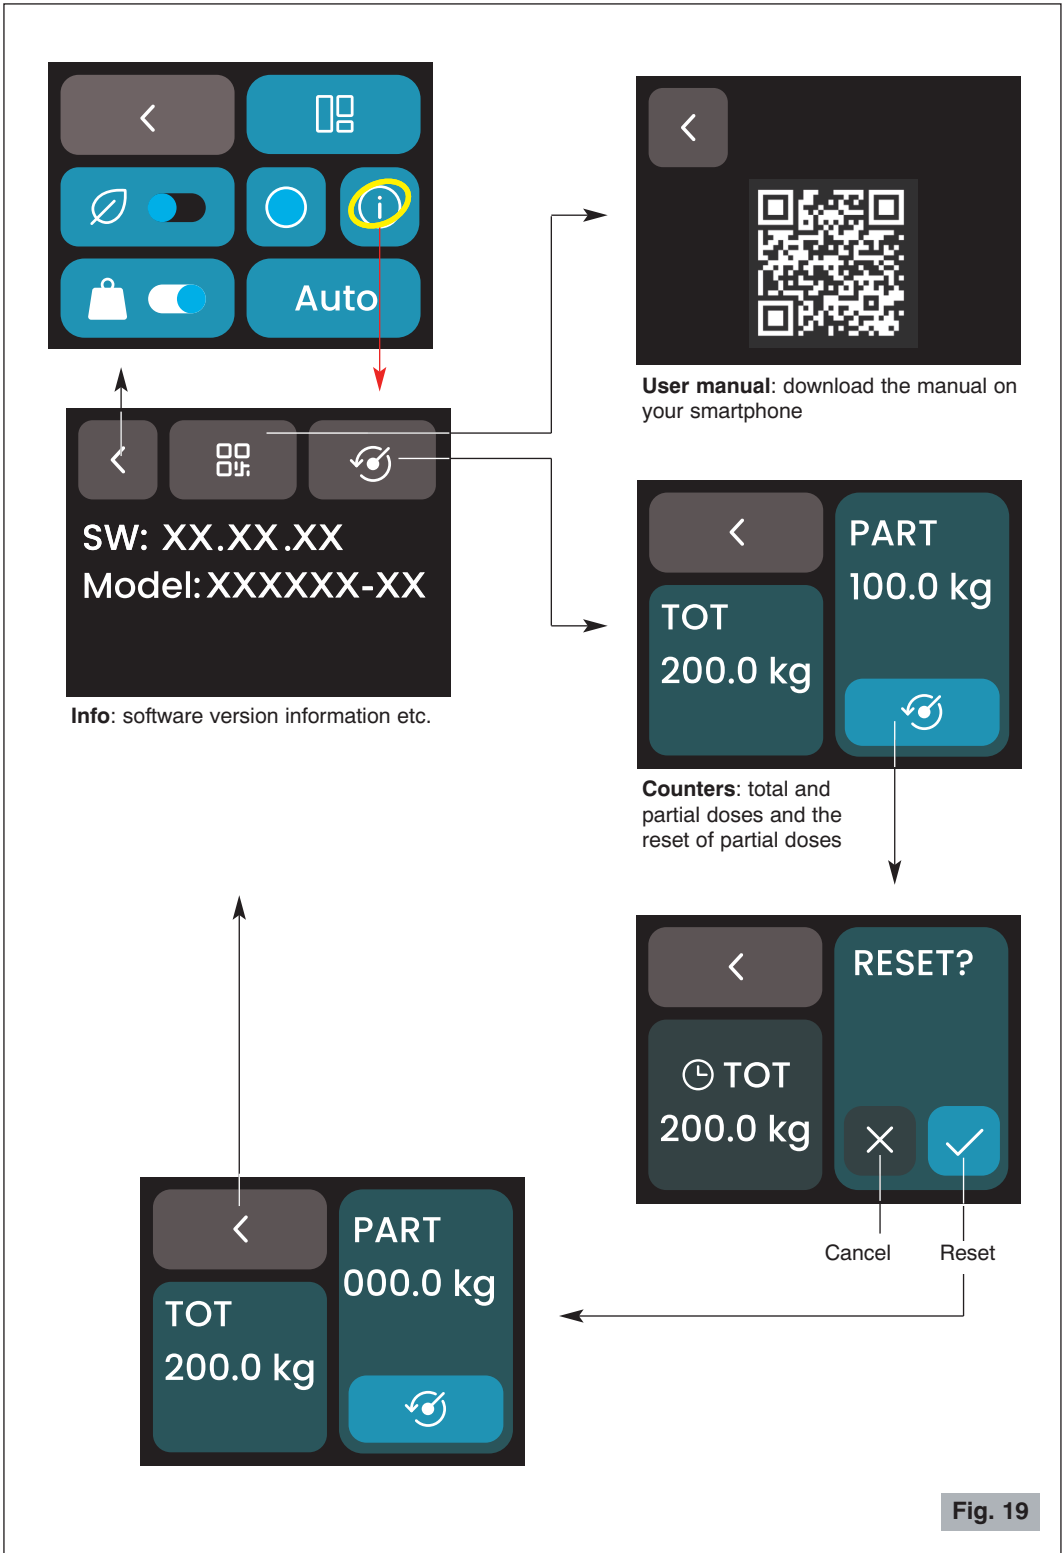 Auto
User manual: download the manual on
your smartphone
SW: XX.XX.XX
Model: XXXXXX-XX
Info: software version information etc.
PART
100.0 kg
TOT
200.0 kg
Counters: total and
partial doses and the
reset of partial doses
RESET?
TOT
200.0 kg
Cancel
Reset
PART
000.0 kg
TOT
200.0 kg
Fig. 19